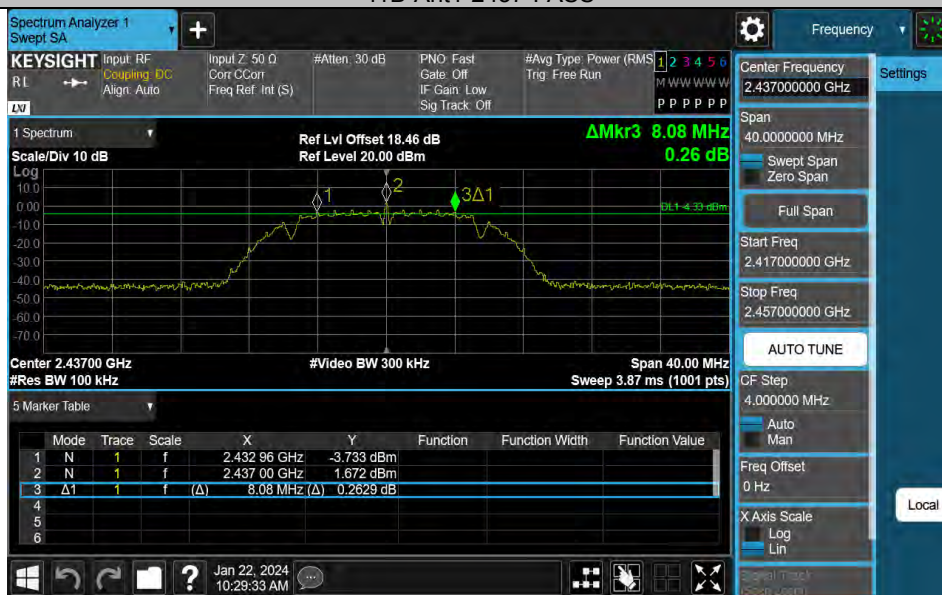 Spectrum Analyzer 1
Swept SA
+
Frequency
KEYSIGHT
RL
LXI
Input: RF
Coupling: DC
Align: Auto
Input Z: 50 Ω
Corr CCorr
Freq Ref: Int (S)
#Atten: 30 dB
PNO: Fast
Gate: Off
IF Gain: Low
Sig Track: Off
#Avg Type: Power (RMS
Trig: Free Run
1 2 3 4 5 6
M W W W W W
P P P P P P
1 Spectrum
Scale/Div 10 dB
Ref Lvl Offset 18.46 dB
Ref Level 20.00 dBm
ΔMkr3 8.08 MHz
0.26 dB
Log
10.0
0.00
-10.0
-20.0
-30.0
-40.0
-50.0
-60.0
-70.0
1
2
3Δ1
DL1 -4.33 dBm
Center 2.43700 GHz
#Res BW 100 kHz
#Video BW 300 kHz
Span 40.00 MHz
Sweep 3.87 ms (1001 pts)
5 Marker Table
Mode Trace Scale X Y Function Function Width Function Value
1 N 1 f 2.432 96 GHz -3.733 dBm
2 N 1 f 2.437 00 GHz 1.672 dBm
3 Δ1 1 f (Δ) 8.08 MHz (Δ) 0.2629 dB
4
5
6
?
Jan 22, 2024
10:29:33 AM
Center Frequency
2.437000000 GHz
Span
40.0000000 MHz
Swept Span
Zero Span
Full Span
Start Freq
2.417000000 GHz
Stop Freq
2.457000000 GHz
AUTO TUNE
CF Step
4.000000 MHz
Auto
Man
Freq Offset
0 Hz
X Axis Scale
Log
Lin
Signal Track
Settings
Local